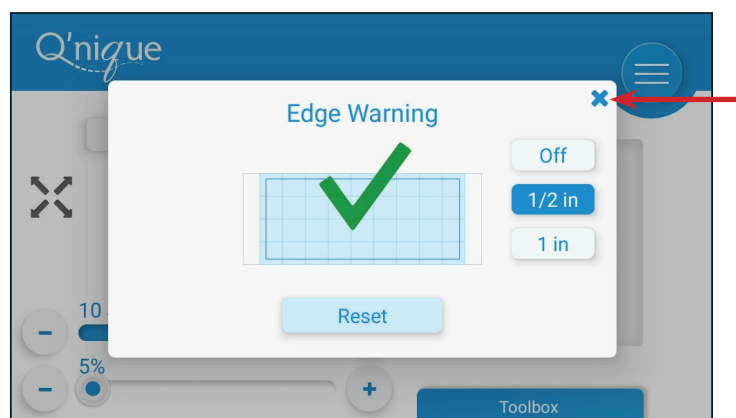 Q'nique
Edge Warning
Off
1/2 in
1 in
Reset
10
5%
Toolbox